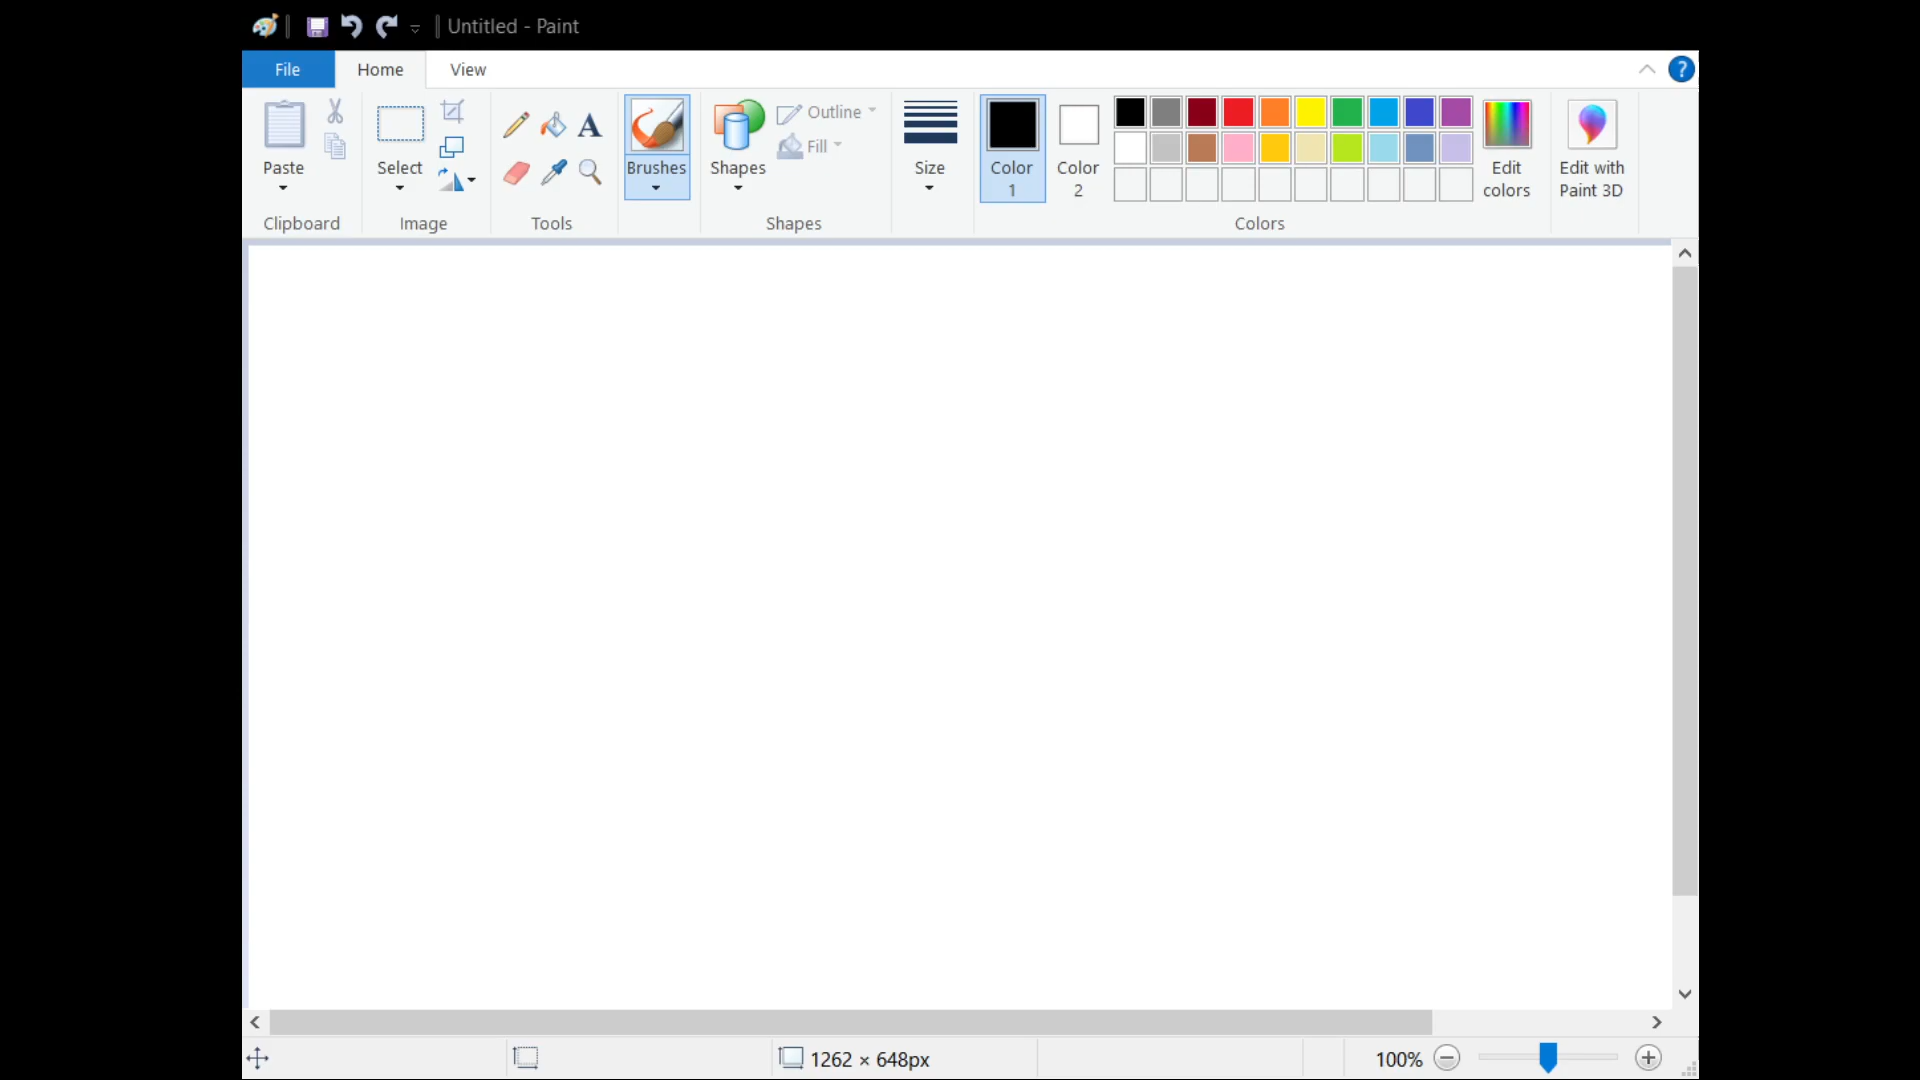 Untitled - Paint
File Home View
Outline
Fill
Paste Select Brushes Shapes Size Color 1 Color 2 Edit colors Edit with Paint 3D
Clipboard Image Tools Shapes Colors
1262 × 648px 100%